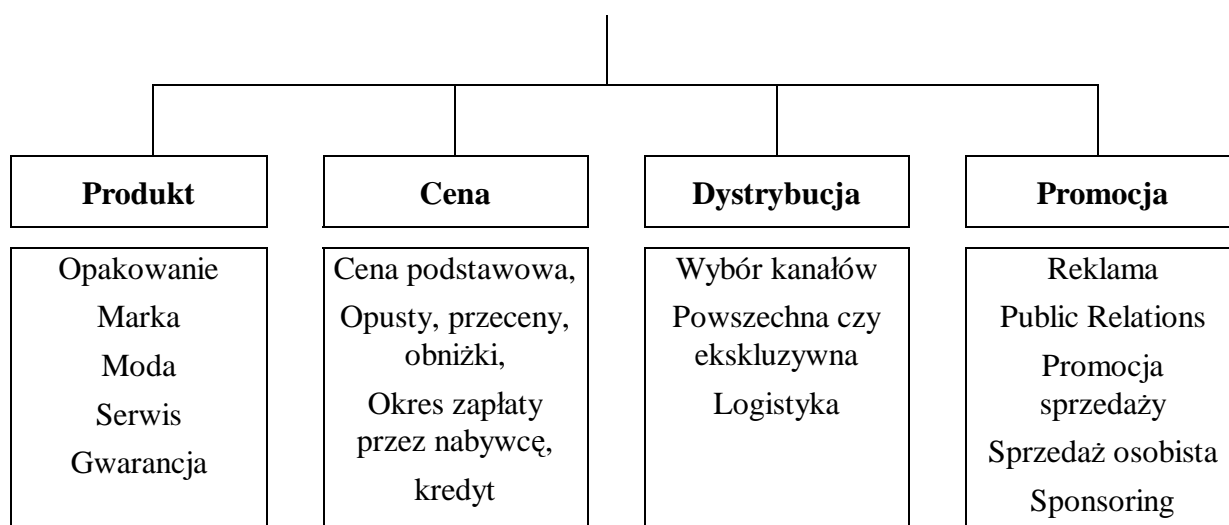 Produkt
Cena
Dystrybucja
Promocja
Opakowanie
Marka
Moda
Serwis
Gwarancja
Cena podstawowa,
Opusty, przeceny,
obniżki,
Okres zapłaty
przez nabywcę,
kredyt
Wybór kanałów
Powszechna czy
ekskluzywna
Logistyka
Reklama
Public Relations
Promocja
sprzedaży
Sprzedaż osobista
Sponsoring